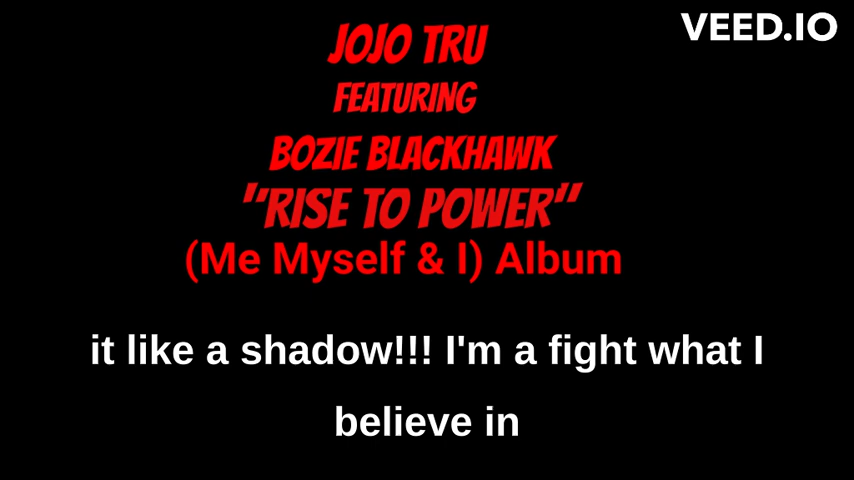 VEED.IO
JOJO TRU
FEATURING
BOZIE BLACKHAWK
"RISE TO POWER"
(Me Myself & I) Album
it like a shadow!!! I'm a fight what I
believe in